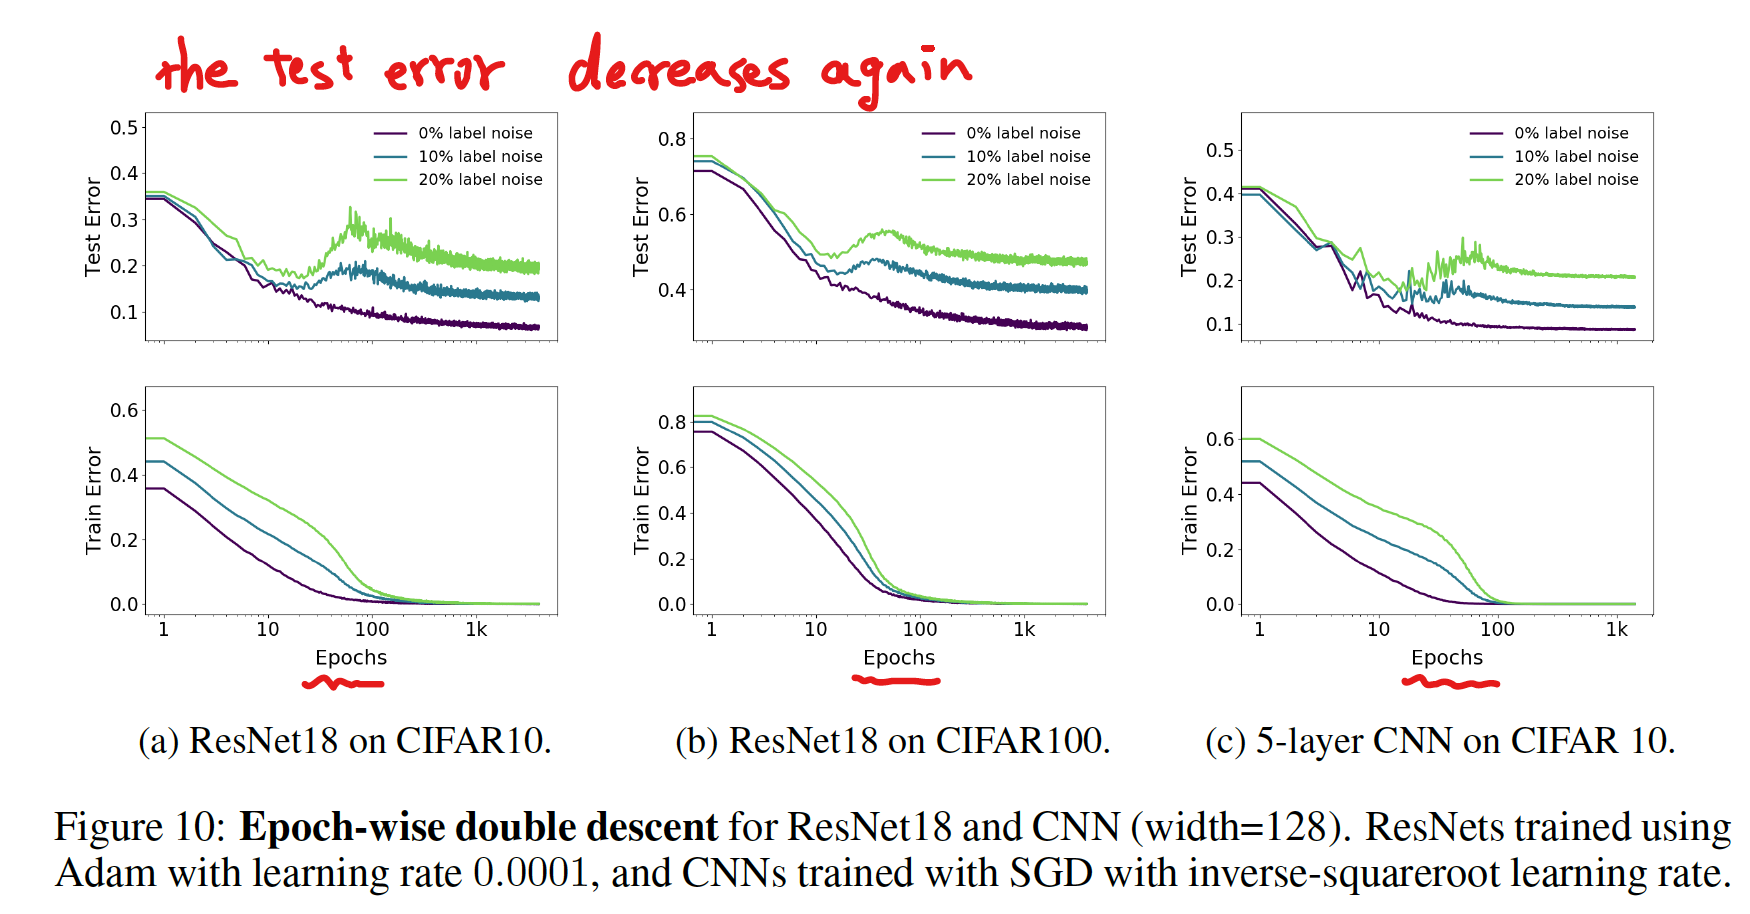 the test error decreases again
0.5
0.4
0.3
0.2
0.1
Test Error
0% label noise
10% label noise
20% label noise
0.8
0.6
0.4
Test Error
0% label noise
10% label noise
20% label noise
0.5
0.4
0.3
0.2
0.1
Test Error
0% label noise
10% label noise
20% label noise
0.6
0.4
0.2
0.0
Train Error
1 10 100 1k
Epochs
0.8
0.6
0.4
0.2
0.0
Train Error
1 10 100 1k
Epochs
0.6
0.4
0.2
0.0
Train Error
1 10 100 1k
Epochs
(a) ResNet18 on CIFAR10.
(b) ResNet18 on CIFAR100.
(c) 5-layer CNN on CIFAR 10.
Figure 10: Epoch-wise double descent for ResNet18 and CNN (width=128). ResNets trained using
Adam with learning rate 0.0001, and CNNs trained with SGD with inverse-squareroot learning rate.